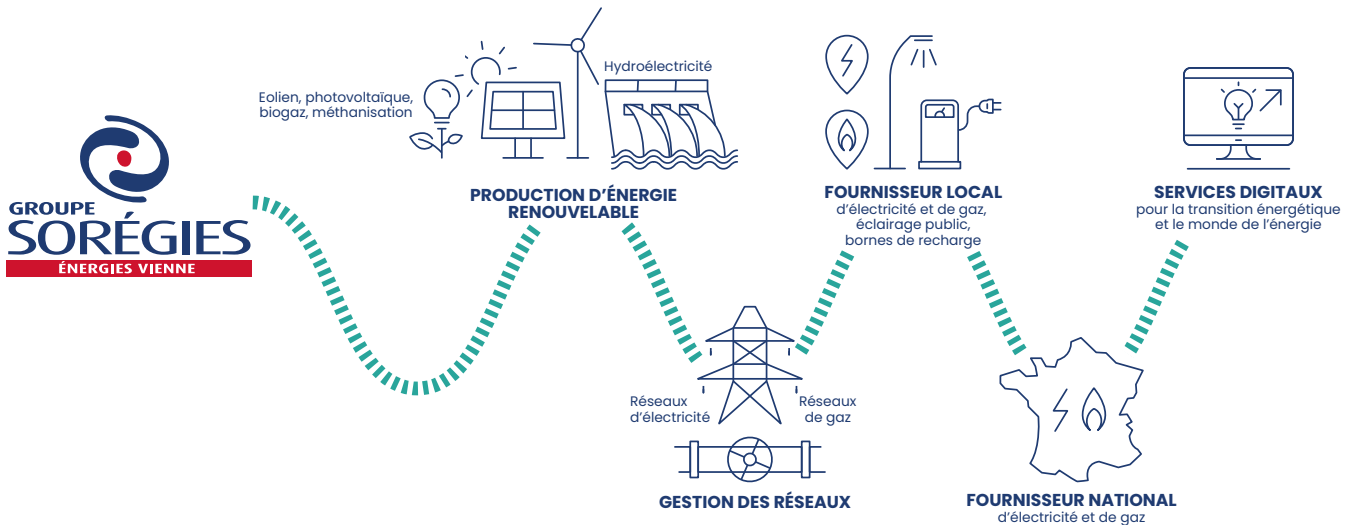 GROUPE
SORÉGIES
ÉNERGIES VIENNE
Eolien, photovoltaïque,
biogaz, méthanisation
Hydroélectricité
PRODUCTION D’ÉNERGIE
RENOUVELABLE
Réseaux
d’électricité
Réseaux
de gaz
GESTION DES RÉSEAUX
FOURNISSEUR LOCAL
d’électricité et de gaz,
éclairage public,
bornes de recharge
FOURNISSEUR NATIONAL
d’électricité et de gaz
SERVICES DIGITAUX
pour la transition énergétique
et le monde de l’énergie